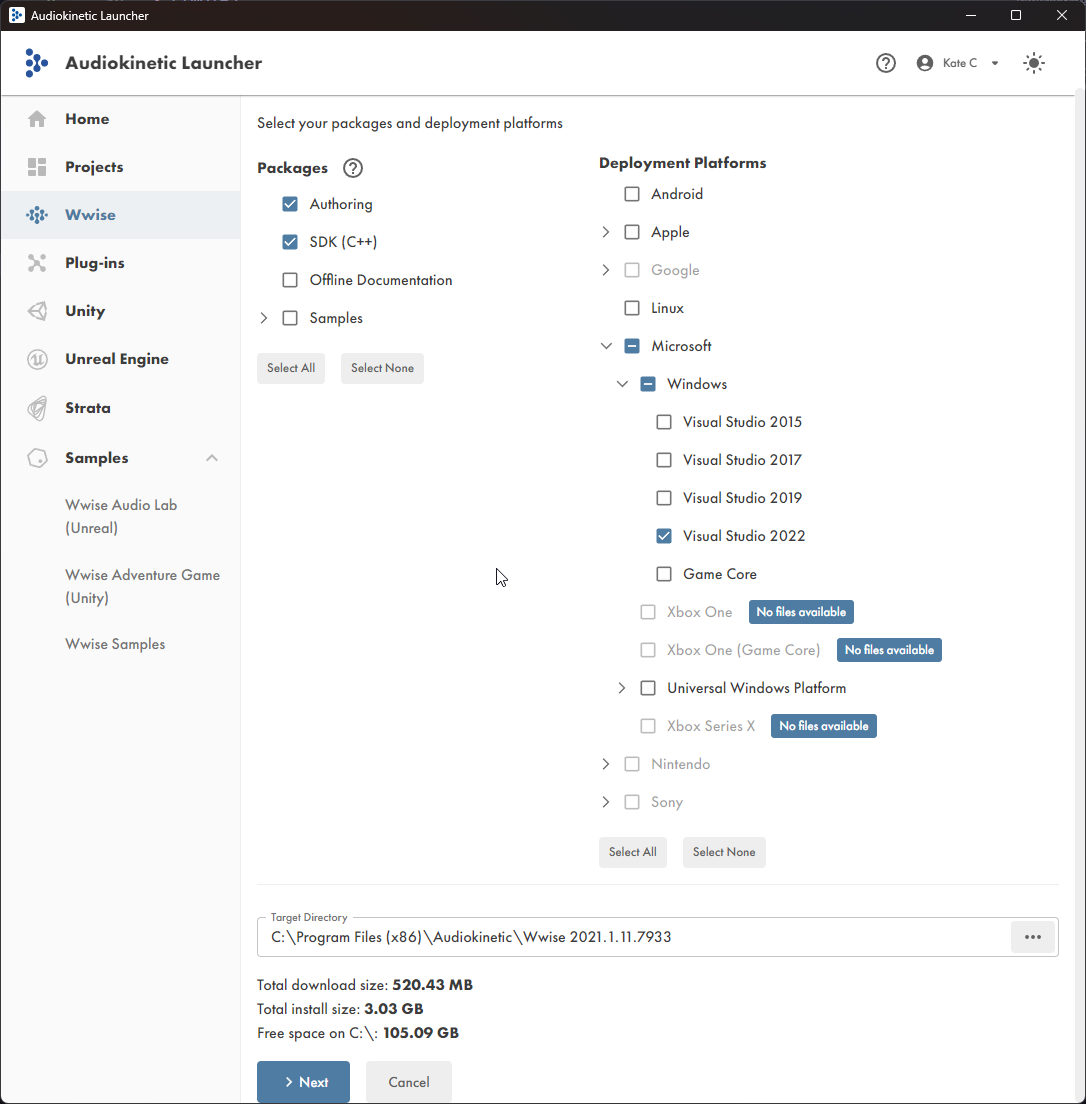 Audiokinetic Launcher
Audiokinetic Launcher
Kate C
Home
Projects
Wwise
Plug-ins
Unity
Unreal Engine
Strata
Samples
Wwise Audio Lab
(Unreal)
Wwise Adventure Game
(Unity)
Wwise Samples
Select your packages and deployment platforms
Packages
Authoring
SDK (C++)
Offline Documentation
Samples
Select All
Select None
Deployment Platforms
Android
Apple
Google
Linux
Microsoft
Windows
Visual Studio 2015
Visual Studio 2017
Visual Studio 2019
Visual Studio 2022
Game Core
Xbox One No files available
Xbox One (Game Core) No files available
Universal Windows Platform
Xbox Series X No files available
Nintendo
Sony
Select All
Select None
Target Directory
C:\Program Files (x86)\Audiokinetic\Wwise 2021.1.11.7933
Total download size: 520.43 MB
Total install size: 3.03 GB
Free space on C:\: 105.09 GB
Next
Cancel